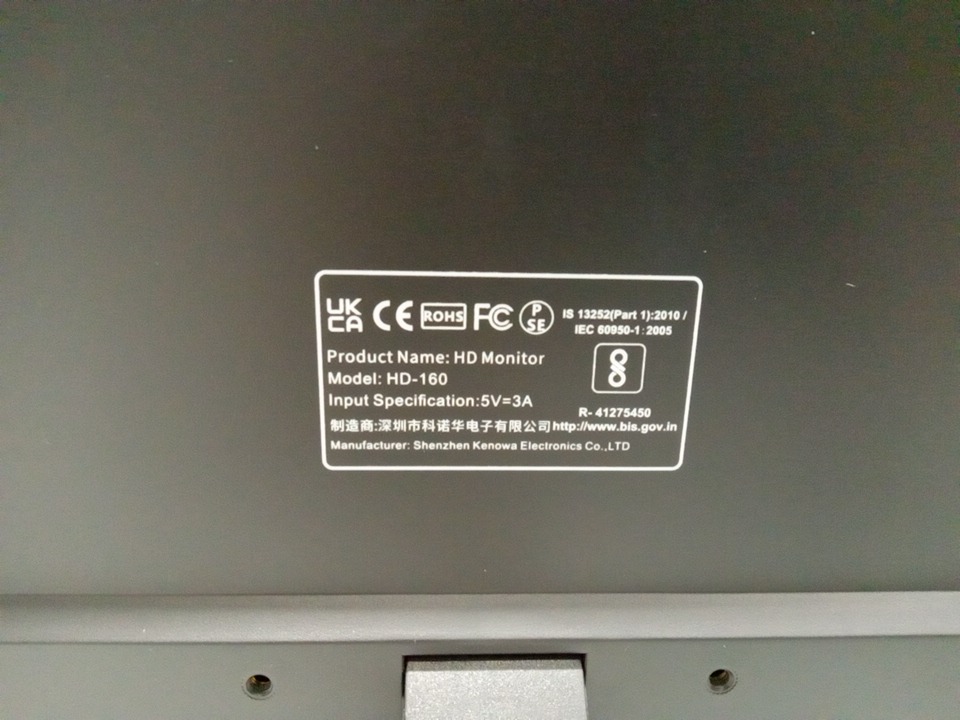 UK
CA CE ROHS FC PSE IS 13252(Part 1):2010 /
IEC 60950-1:2005
Product Name: HD Monitor
Model: HD-160
Input Specification:5V=3A
R- 41275450
制造商:深圳市科诺华电子有限公司 http://www.bis.gov.in
Manufacturer: Shenzhen Kenowa Electronics Co.,LTD